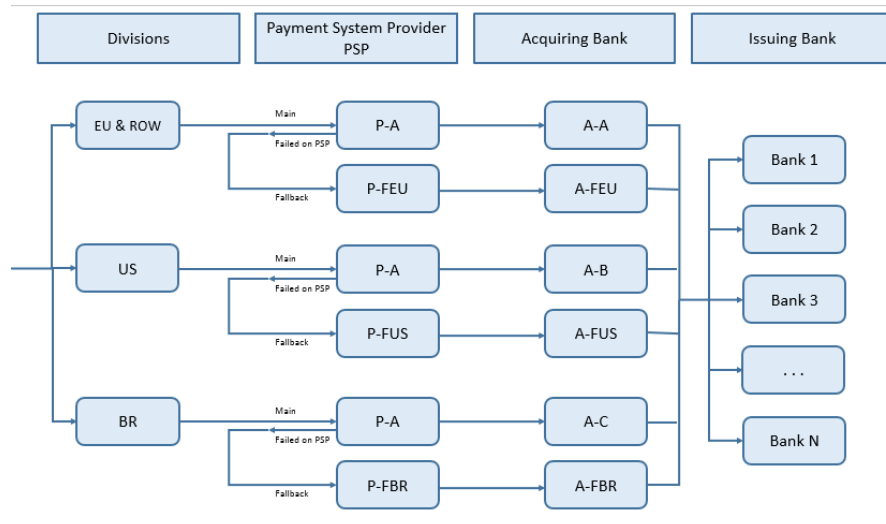 Divisions
Payment System Provider
PSP
Acquiring Bank
Issuing Bank
EU & ROW
Main
P-A
A-A
Failed on PSP
Fallback
P-FEU
A-FEU
US
Main
P-A
A-B
Failed on PSP
Fallback
P-FUS
A-FUS
BR
Main
P-A
A-C
Failed on PSP
Fallback
P-FBR
A-FBR
Bank 1
Bank 2
Bank 3
. . .
Bank N